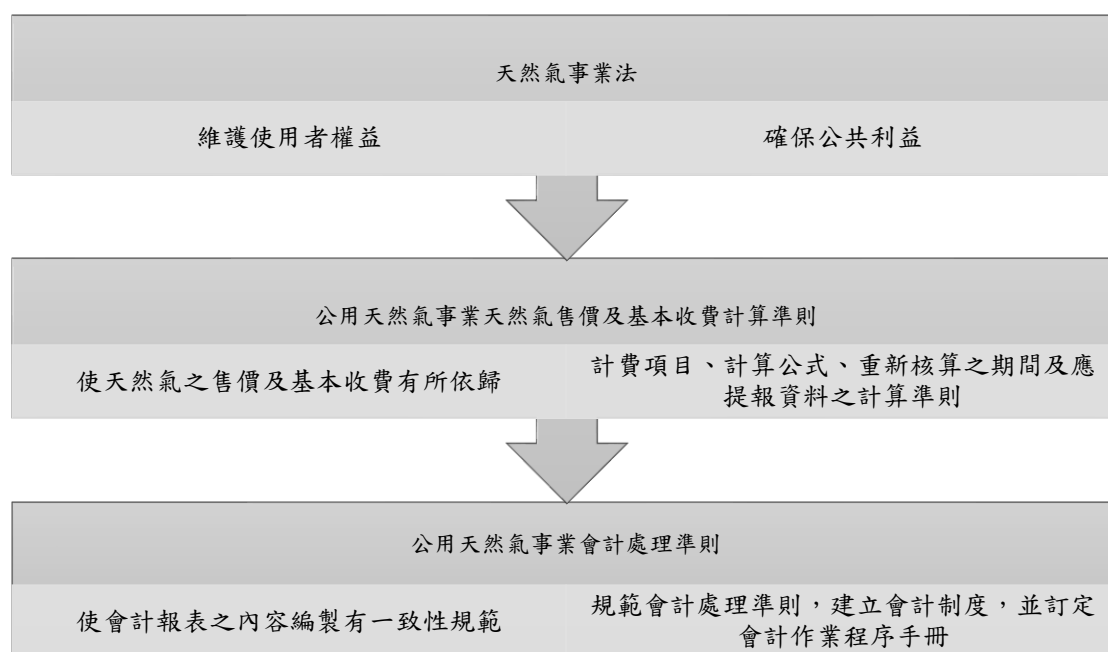 天然氣事業法
維護使用者權益
確保公共利益
公用天然氣事業天然氣售價及基本收費計算準則
使天然氣之售價及基本收費有所依歸
計費項目、計算公式、重新核算之期間及應
提報資料之計算準則
公用天然氣事業會計處理準則
使會計報表之內容編製有一致性規範
規範會計處理準則，建立會計制度，並訂定
會計作業程序手冊